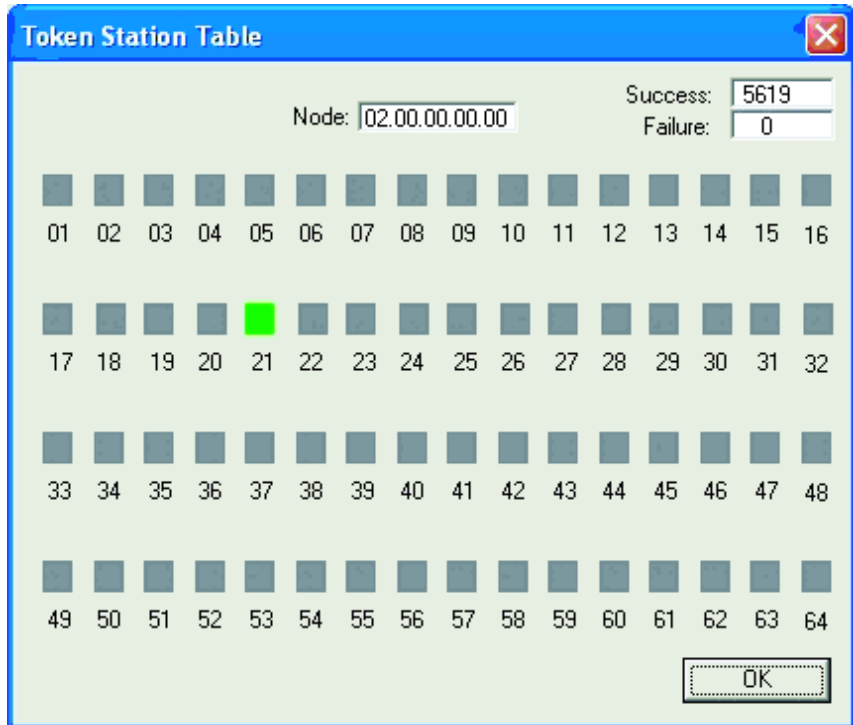 Token Station Table
Success: 5619
Node: 02.00.00.00.00
Failure: 0
01 02 03 04 05 06 07 08 09 10 11 12 13 14 15 16
17 18 19 20 21 22 23 24 25 26 27 28 29 30 31 32
33 34 35 36 37 38 39 40 41 42 43 44 45 46 47 48
49 50 51 52 53 54 55 56 57 58 59 60 61 62 63 64
OK